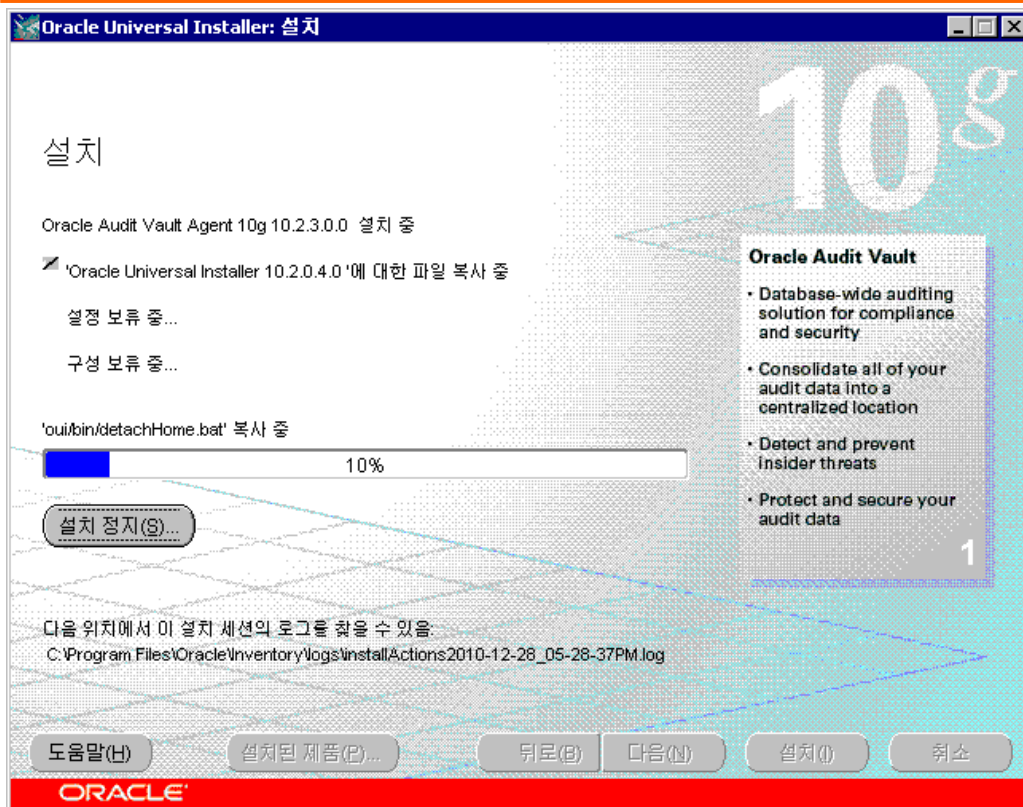 Oracle Universal Installer: 설치
10g
설치
Oracle Audit Vault Agent 10g 10.2.3.0.0 설치 중
'Oracle Universal Installer 10.2.0.4.0 '에 대한 파일 복사 중
설정 보류 중...
구성 보류 중...
'oui/bin/detachHome.bat' 복사 중
10%
설치 정지(S)...
Oracle Audit Vault
• Database-wide auditing
solution for compliance
and security
• Consolidate all of your
audit data into a
centralized location
• Detect and prevent
insider threats
• Protect and secure your
audit data
1
다음 위치에서 이 설치 세션의 로그를 찾을 수 있음:
C:\Program Files\Oracle\Inventory\logs\installActions2010-12-28_05-28-37PM.log
도움말(H)
설치된 제품(P)...
뒤로(B)
다음(N)
설치(I)
취소
ORACLE